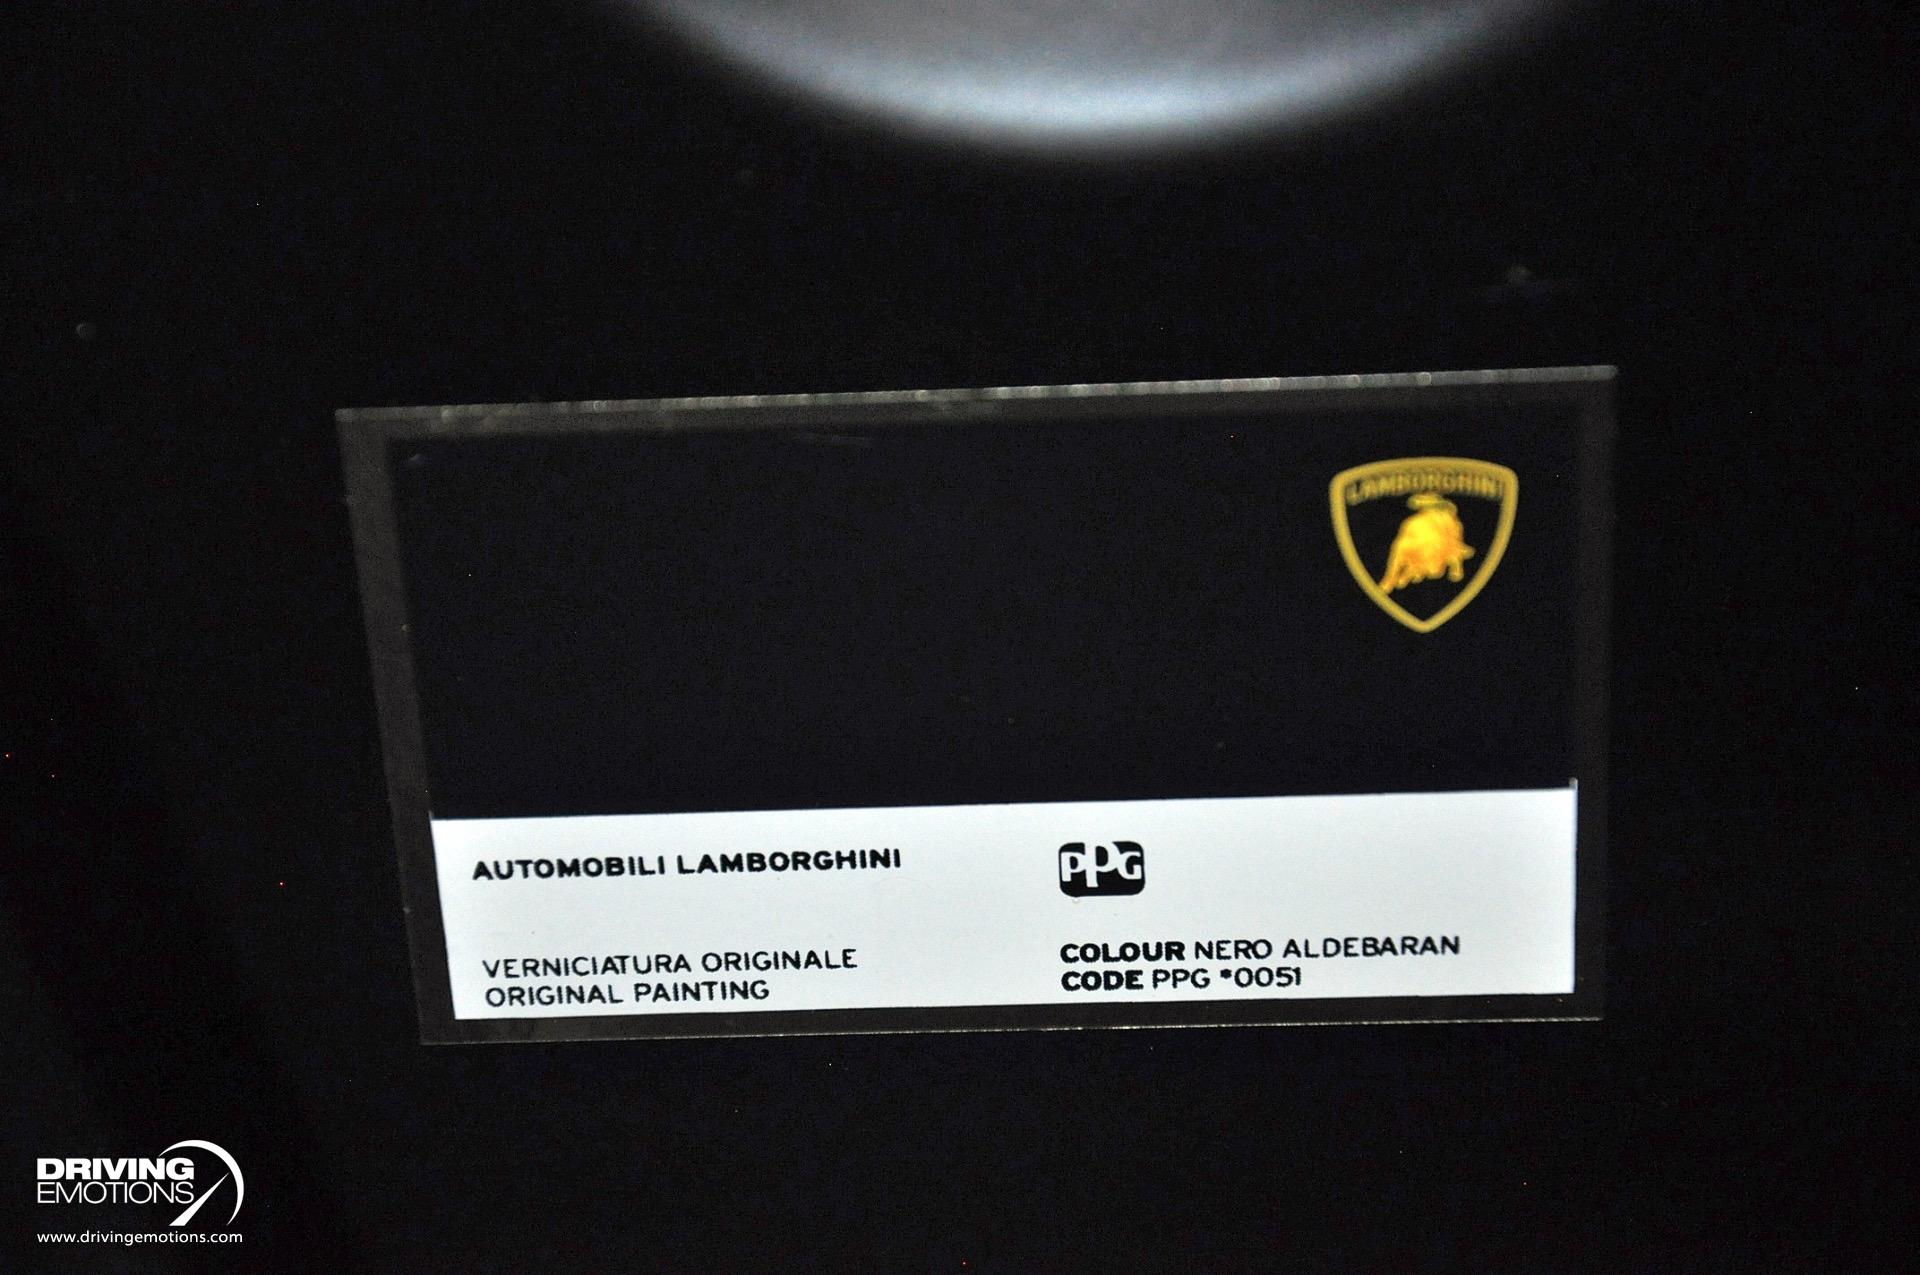 LAMBORGHINI
AUTOMOBILI LAMBORGHINI
PPG
VERNICIATURA ORIGINALE
ORIGINAL PAINTING
COLOUR NERO ALDEBARAN
CODE PPG *0051
DRIVING
EMOTIONS
www.drivingemotions.com